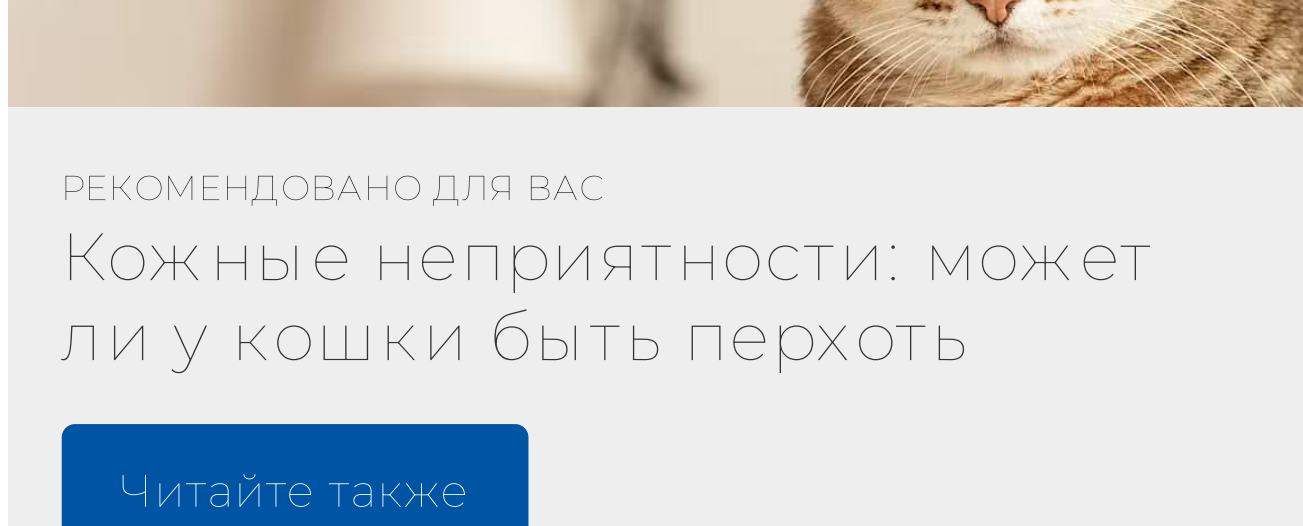 РЕКОМЕНДОВАНО ДЛЯ ВАС
Кожные неприятности: может
ли у кошки быть перхоть
Читайте также